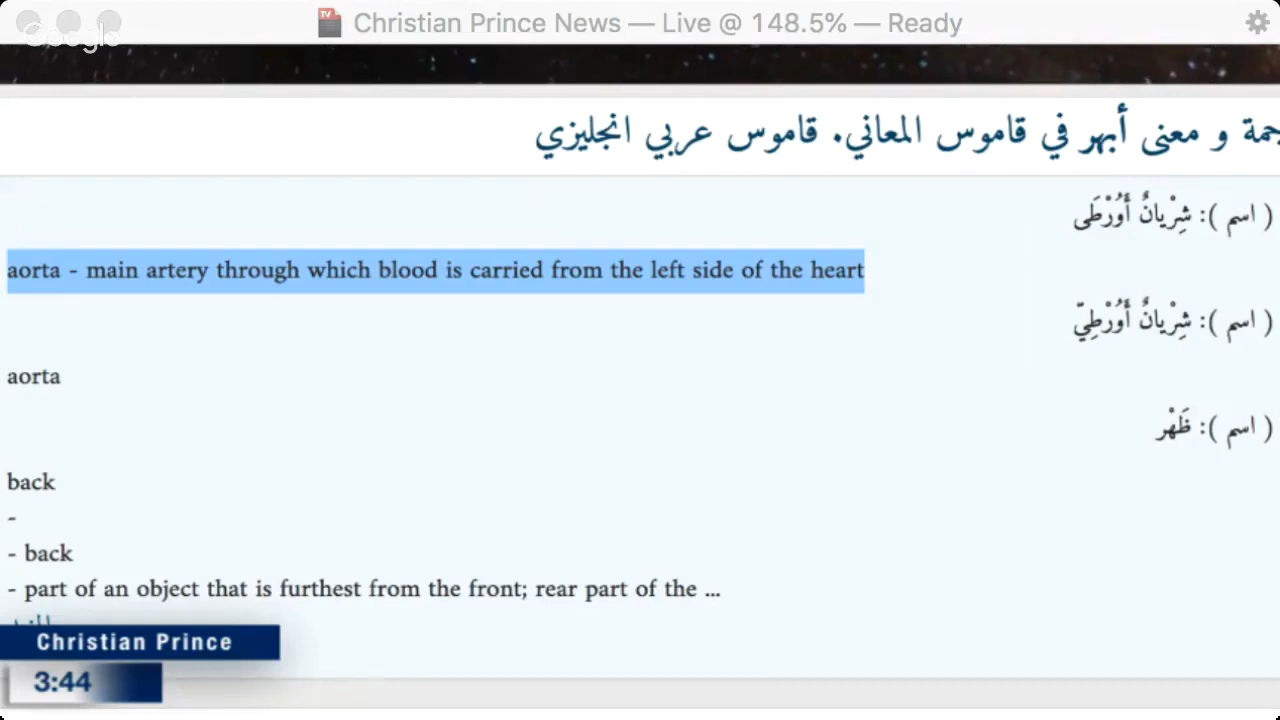 Christian Prince News — Live @ 148.5% — Ready
Google
و معنى أبهر في قاموس المعاني. قاموس عربي انجليزي
( اسم ): شِرْيانٌ أَوُرْطَى
aorta - main artery through which blood is carried from the left side of the heart
( اسم ): شِرْيانٌ أَوُرْطِيّ
aorta
( اسم ): ظَهْر
back
-
- back
- part of an object that is furthest from the front; rear part of the ...
Christian Prince
3:44